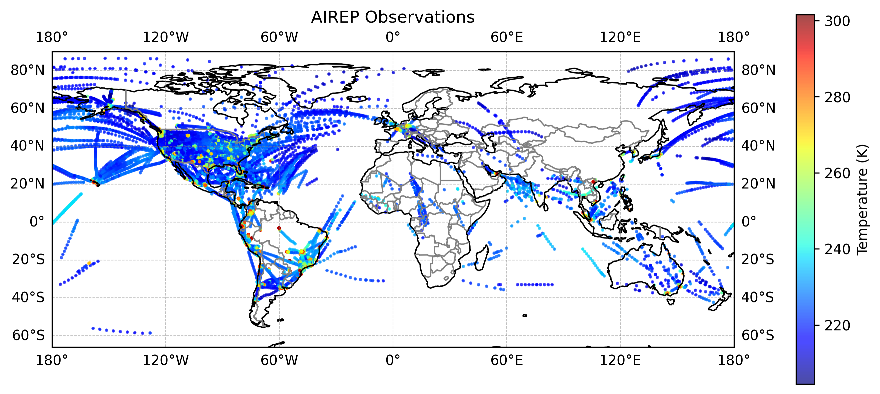 AIREP Observations
180° 120°W 60°W 0° 60°E 120°E 180°
80°N 80°N
60°N 60°N
40°N 40°N
20°N 20°N
0° 0°
20°S 20°S
40°S 40°S
60°S 60°S
180° 120°W 60°W 0° 60°E 120°E 180°
300
280
260
240
220
Temperature (K)